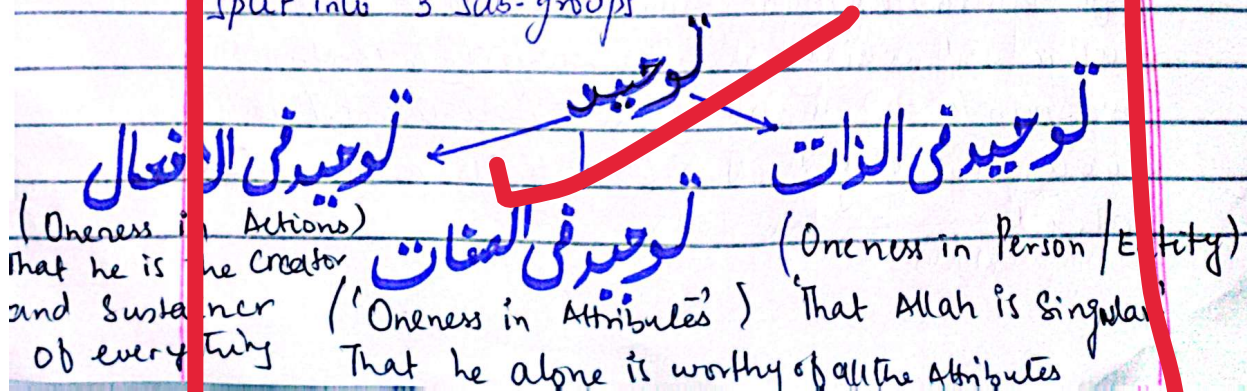 split into 3 sub-groups
توحید
توحید فی الذات
توحید فی الافعال
توحید فی الصفات
(Oneness in Person / Entity)
'That Allah is Singular'
(Oneness in Actions)
That he is the Creator
and Sustainer
of everything
('Oneness in Attributes')
That he alone is worthy of all the Attributes